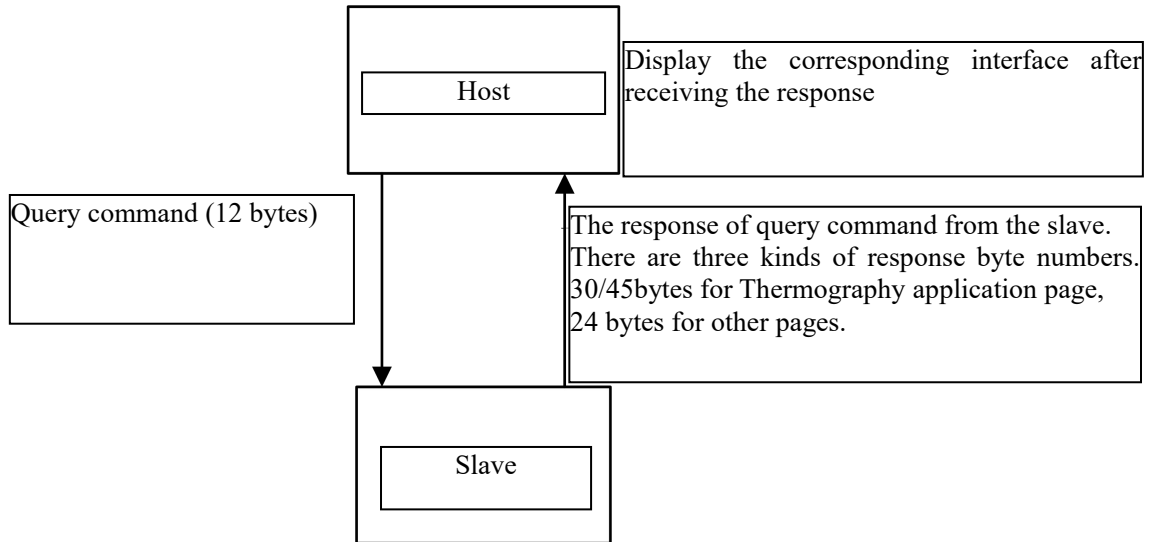 Host
Display the corresponding interface after
receiving the response
Query command (12 bytes)
The response of query command from the slave.
There are three kinds of response byte numbers.
30/45bytes for Thermography application page,
24 bytes for other pages.
Slave